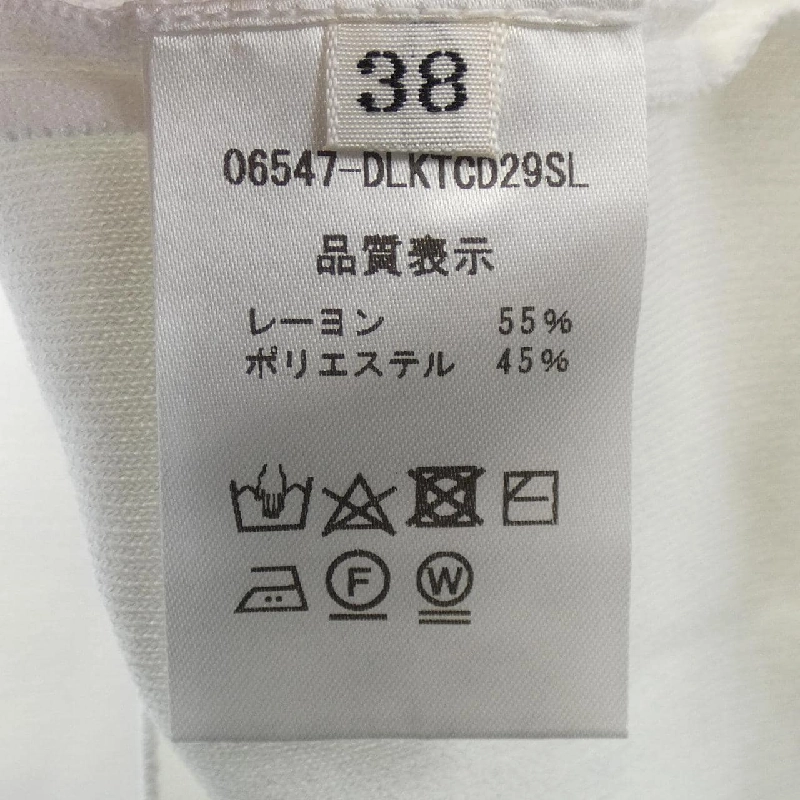 38
06547-DLKTCD29SL
品質表示
レーヨン 55%
ポリエステル 45%
F W